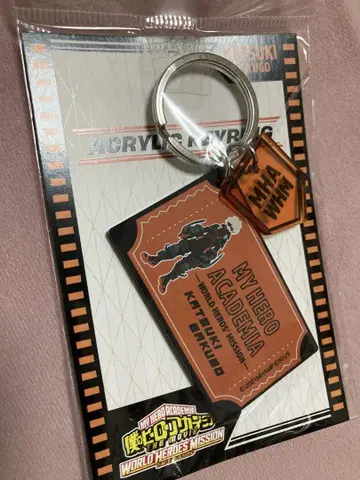 KATSUKI
ACRYLIC KEYRING
MHA
WHM
MY HERO
ACADEMIA
-WORLD HEROES' MISSION-
KATSUKI
BAKUGO
MY HERO ACADEMIA
僕のヒーローアカデミア
THE MOVIE
WORLD HEROES' MISSION